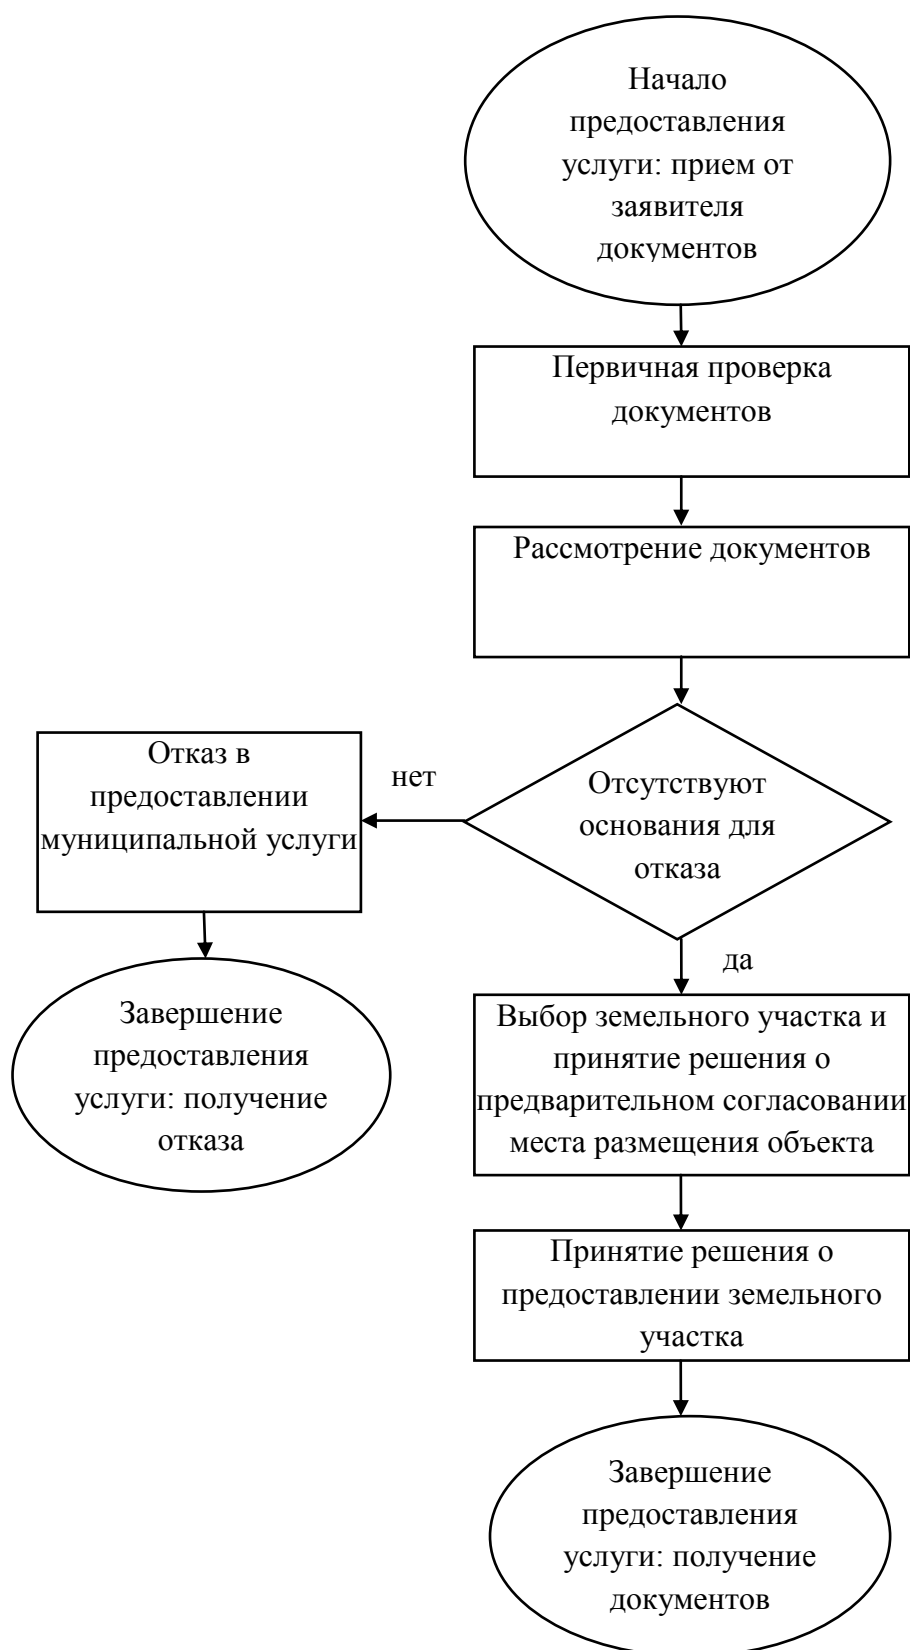 Начало
предоставления
услуги: прием от
заявителя
документов
Первичная проверка
документов
Рассмотрение документов
Отсутствуют
основания для
отказа
нет
Отказ в
предоставлении
муниципальной услуги
Завершение
предоставления
услуги: получение
отказа
да
Выбор земельного участка и
принятие решения о
предварительном согласовании
места размещения объекта
Принятие решения о
предоставлении земельного
участка
Завершение
предоставления
услуги: получение
документов